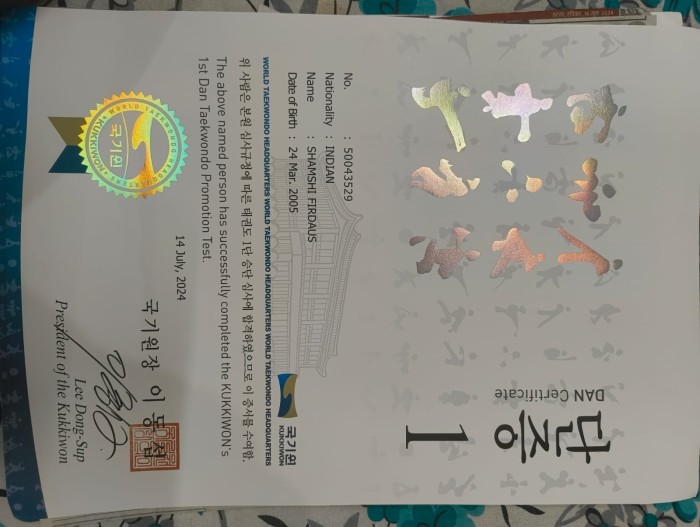 단증
DAN Certificate
1
No. : 50043529
Nationality : INDIAN
Name : SHAMSHI FIRDAUS
Date of Birth : 24 Mar. 2005
국기원
KUKKIWON
WORLD TAEKWONDO HEADQUARTERS WORLD TAEKWONDO HEADQUARTERS WORLD TAEKWONDO HEADQUARTERS WORLD TAEKWONDO HEADQUARTERS
위 사람은 본원 심사규정에 따른 태권도 1단 승단 심사에 합격하였으므로 이 증서를 수여함.
The above named person has successfully completed the KUKKIWON's
1st Dan Taekwondo Promotion Test.
14 July, 2024
국기원장 이 동 섭
Lee Dong-Sup
President of the Kukkiwon
WORLD TAEKWONDO HEADQUARTERS
국기원
KUKKIWON